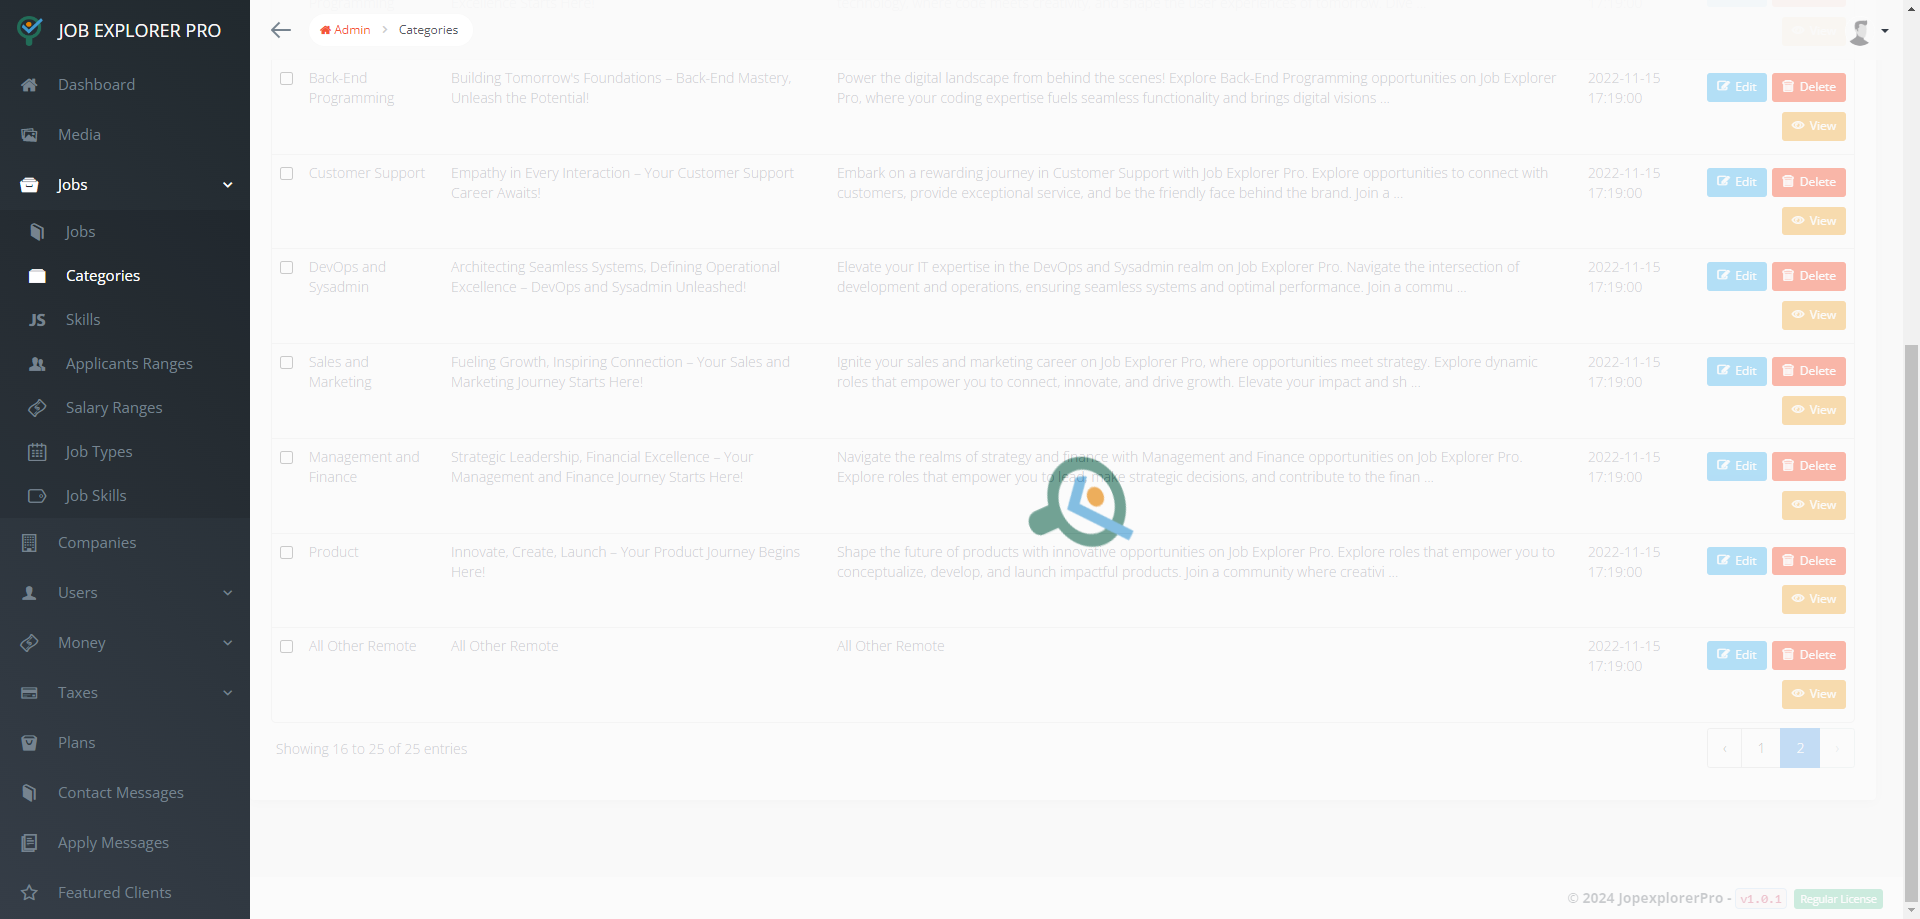 JOB EXPLORER PRO
Dashboard
Media
Jobs
Jobs
Categories
JS Skills
Applicants Ranges
Salary Ranges
Job Types
Job Skills
Companies
Users
Money
Taxes
Plans
Contact Messages
Apply Messages
Featured Clients
Admin > Categories
Back-End
Programming
Building Tomorrow's Foundations – Back-End Mastery,
Unleash the Potential!
Power the digital landscape from behind the scenes! Explore Back-End Programming opportunities on Job Explorer
Pro, where your coding expertise fuels seamless functionality and brings digital visions ...
2022-11-15
17:19:00
Edit Delete
View
Customer Support
Empathy in Every Interaction – Your Customer Support
Career Awaits!
Embark on a rewarding journey in Customer Support with Job Explorer Pro. Explore opportunities to connect with
customers, provide exceptional service, and be the friendly face behind the brand. Join a ...
2022-11-15
17:19:00
Edit Delete
View
DevOps and
Sysadmin
Architecting Seamless Systems, Defining Operational
Excellence – DevOps and Sysadmin Unleashed!
Elevate your IT expertise in the DevOps and Sysadmin realm on Job Explorer Pro. Navigate the intersection of
development and operations, ensuring seamless systems and optimal performance. Join a commu ...
2022-11-15
17:19:00
Edit Delete
View
Sales and
Marketing
Fueling Growth, Inspiring Connection – Your Sales and
Marketing Journey Starts Here!
Ignite your sales and marketing career on Job Explorer Pro, where opportunities meet strategy. Explore dynamic
roles that empower you to connect, innovate, and drive growth. Elevate your impact and sh ...
2022-11-15
17:19:00
Edit Delete
View
Management and
Finance
Strategic Leadership, Financial Excellence – Your
Management and Finance Journey Starts Here!
Navigate the realms of strategy and finance with Management and Finance opportunities on Job Explorer Pro.
Explore roles that empower you to lead, make strategic decisions, and contribute to the finan ...
2022-11-15
17:19:00
Edit Delete
View
Product
Innovate, Create, Launch – Your Product Journey Begins
Here!
Shape the future of products with innovative opportunities on Job Explorer Pro. Explore roles that empower you to
conceptualize, develop, and launch impactful products. Join a community where creativi ...
2022-11-15
17:19:00
Edit Delete
View
All Other Remote
All Other Remote
All Other Remote
2022-11-15
17:19:00
Edit Delete
View
Showing 16 to 25 of 25 entries
‹ 1 2 ›
© 2024 JopexplorerPro - v1.0.1 Regular License